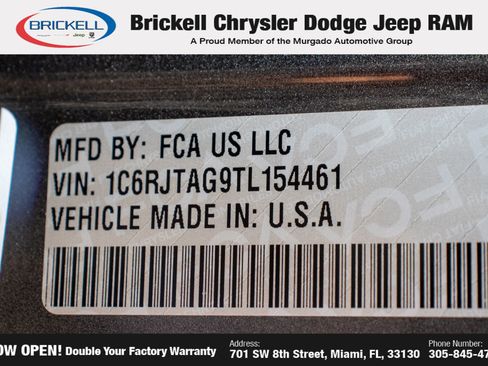 BRICKELL
Jeep
Brickell Chrysler Dodge Jeep RAM
A Proud Member of the Murgado Automotive Group
MFD BY: FCA US LLC
VIN: 1C6RJTAG9TL154461
VEHICLE MADE IN: U.S.A.
OW OPEN! Double Your Factory Warranty
Address:
701 SW 8th Street, Miami, FL, 33130
Phone Number:
305-845-47